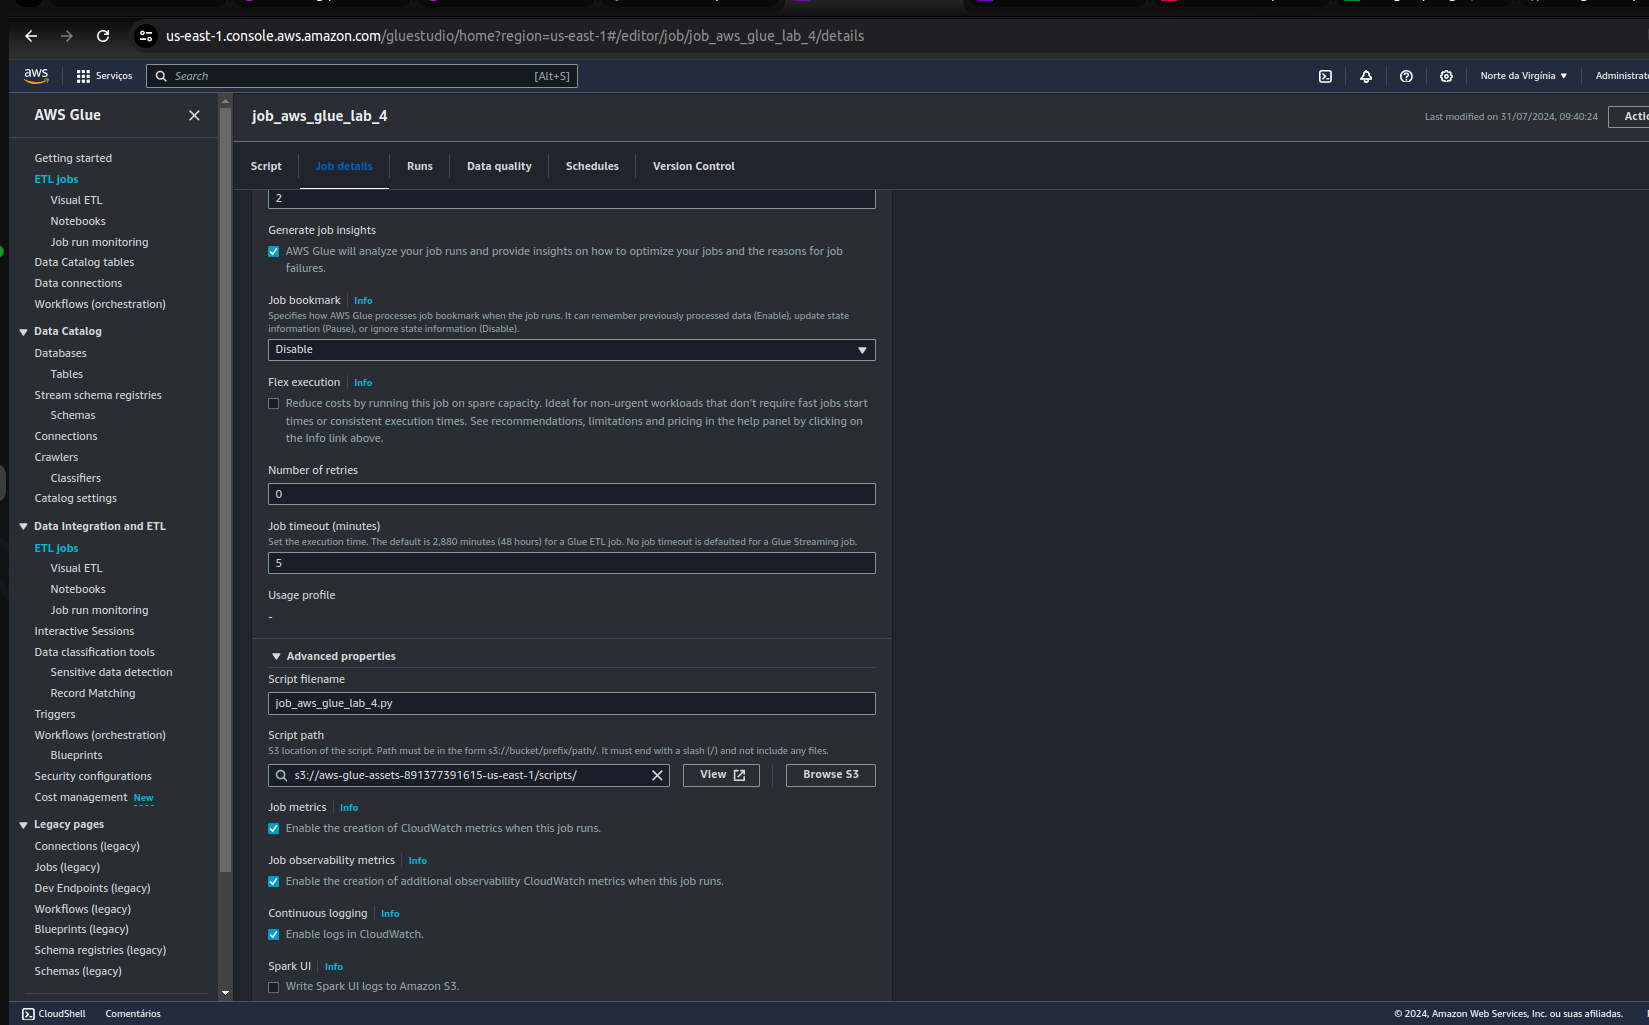 us-east-1.console.aws.amazon.com/gluestudio/home?region=us-east-1#/editor/job/job_aws_glue_lab_4/details
aws
Serviços
Search
[Alt+S]
Norte da Virgínia
AWS Glue
Getting started
ETL jobs
Visual ETL
Notebooks
Job run monitoring
Data Catalog tables
Data connections
Workflows (orchestration)
Data Catalog
Databases
Tables
Stream schema registries
Schemas
Connections
Crawlers
Classifiers
Catalog settings
Data Integration and ETL
ETL jobs
Visual ETL
Notebooks
Job run monitoring
Interactive Sessions
Data classification tools
Sensitive data detection
Record Matching
Triggers
Workflows (orchestration)
Blueprints
Security configurations
Cost management New
Legacy pages
Connections (legacy)
Jobs (legacy)
Dev Endpoints (legacy)
Workflows (legacy)
Blueprints (legacy)
Schema registries (legacy)
Schemas (legacy)
job_aws_glue_lab_4
Last modified on 31/07/2024, 09:40:24
Script
Job details
Runs
Data quality
Schedules
Version Control
2
Generate job insights
AWS Glue will analyze your job runs and provide insights on how to optimize your jobs and the reasons for job
failures.
Job bookmark Info
Specifies how AWS Glue processes job bookmark when the job runs. It can remember previously processed data (Enable), update state
information (Pause), or ignore state information (Disable).
Disable
Flex execution Info
Reduce costs by running this job on spare capacity. Ideal for non-urgent workloads that don't require fast jobs start
times or consistent execution times. See recommendations, limitations and pricing in the help panel by clicking on
the Info link above.
Number of retries
0
Job timeout (minutes)
Set the execution time. The default is 2,880 minutes (48 hours) for a Glue ETL job. No job timeout is defaulted for a Glue Streaming job.
5
Usage profile
-
Advanced properties
Script filename
job_aws_glue_lab_4.py
Script path
S3 location of the script. Path must be in the form s3://bucket/prefix/path/. It must end with a slash (/) and not include any files.
s3://aws-glue-assets-891377391615-us-east-1/scripts/
View
Browse S3
Job metrics Info
Enable the creation of CloudWatch metrics when this job runs.
Job observability metrics Info
Enable the creation of additional observability CloudWatch metrics when this job runs.
Continuous logging Info
Enable logs in CloudWatch.
Spark UI Info
Write Spark UI logs to Amazon S3.
CloudShell
Comentários
© 2024, Amazon Web Services, Inc. ou suas afiliadas.